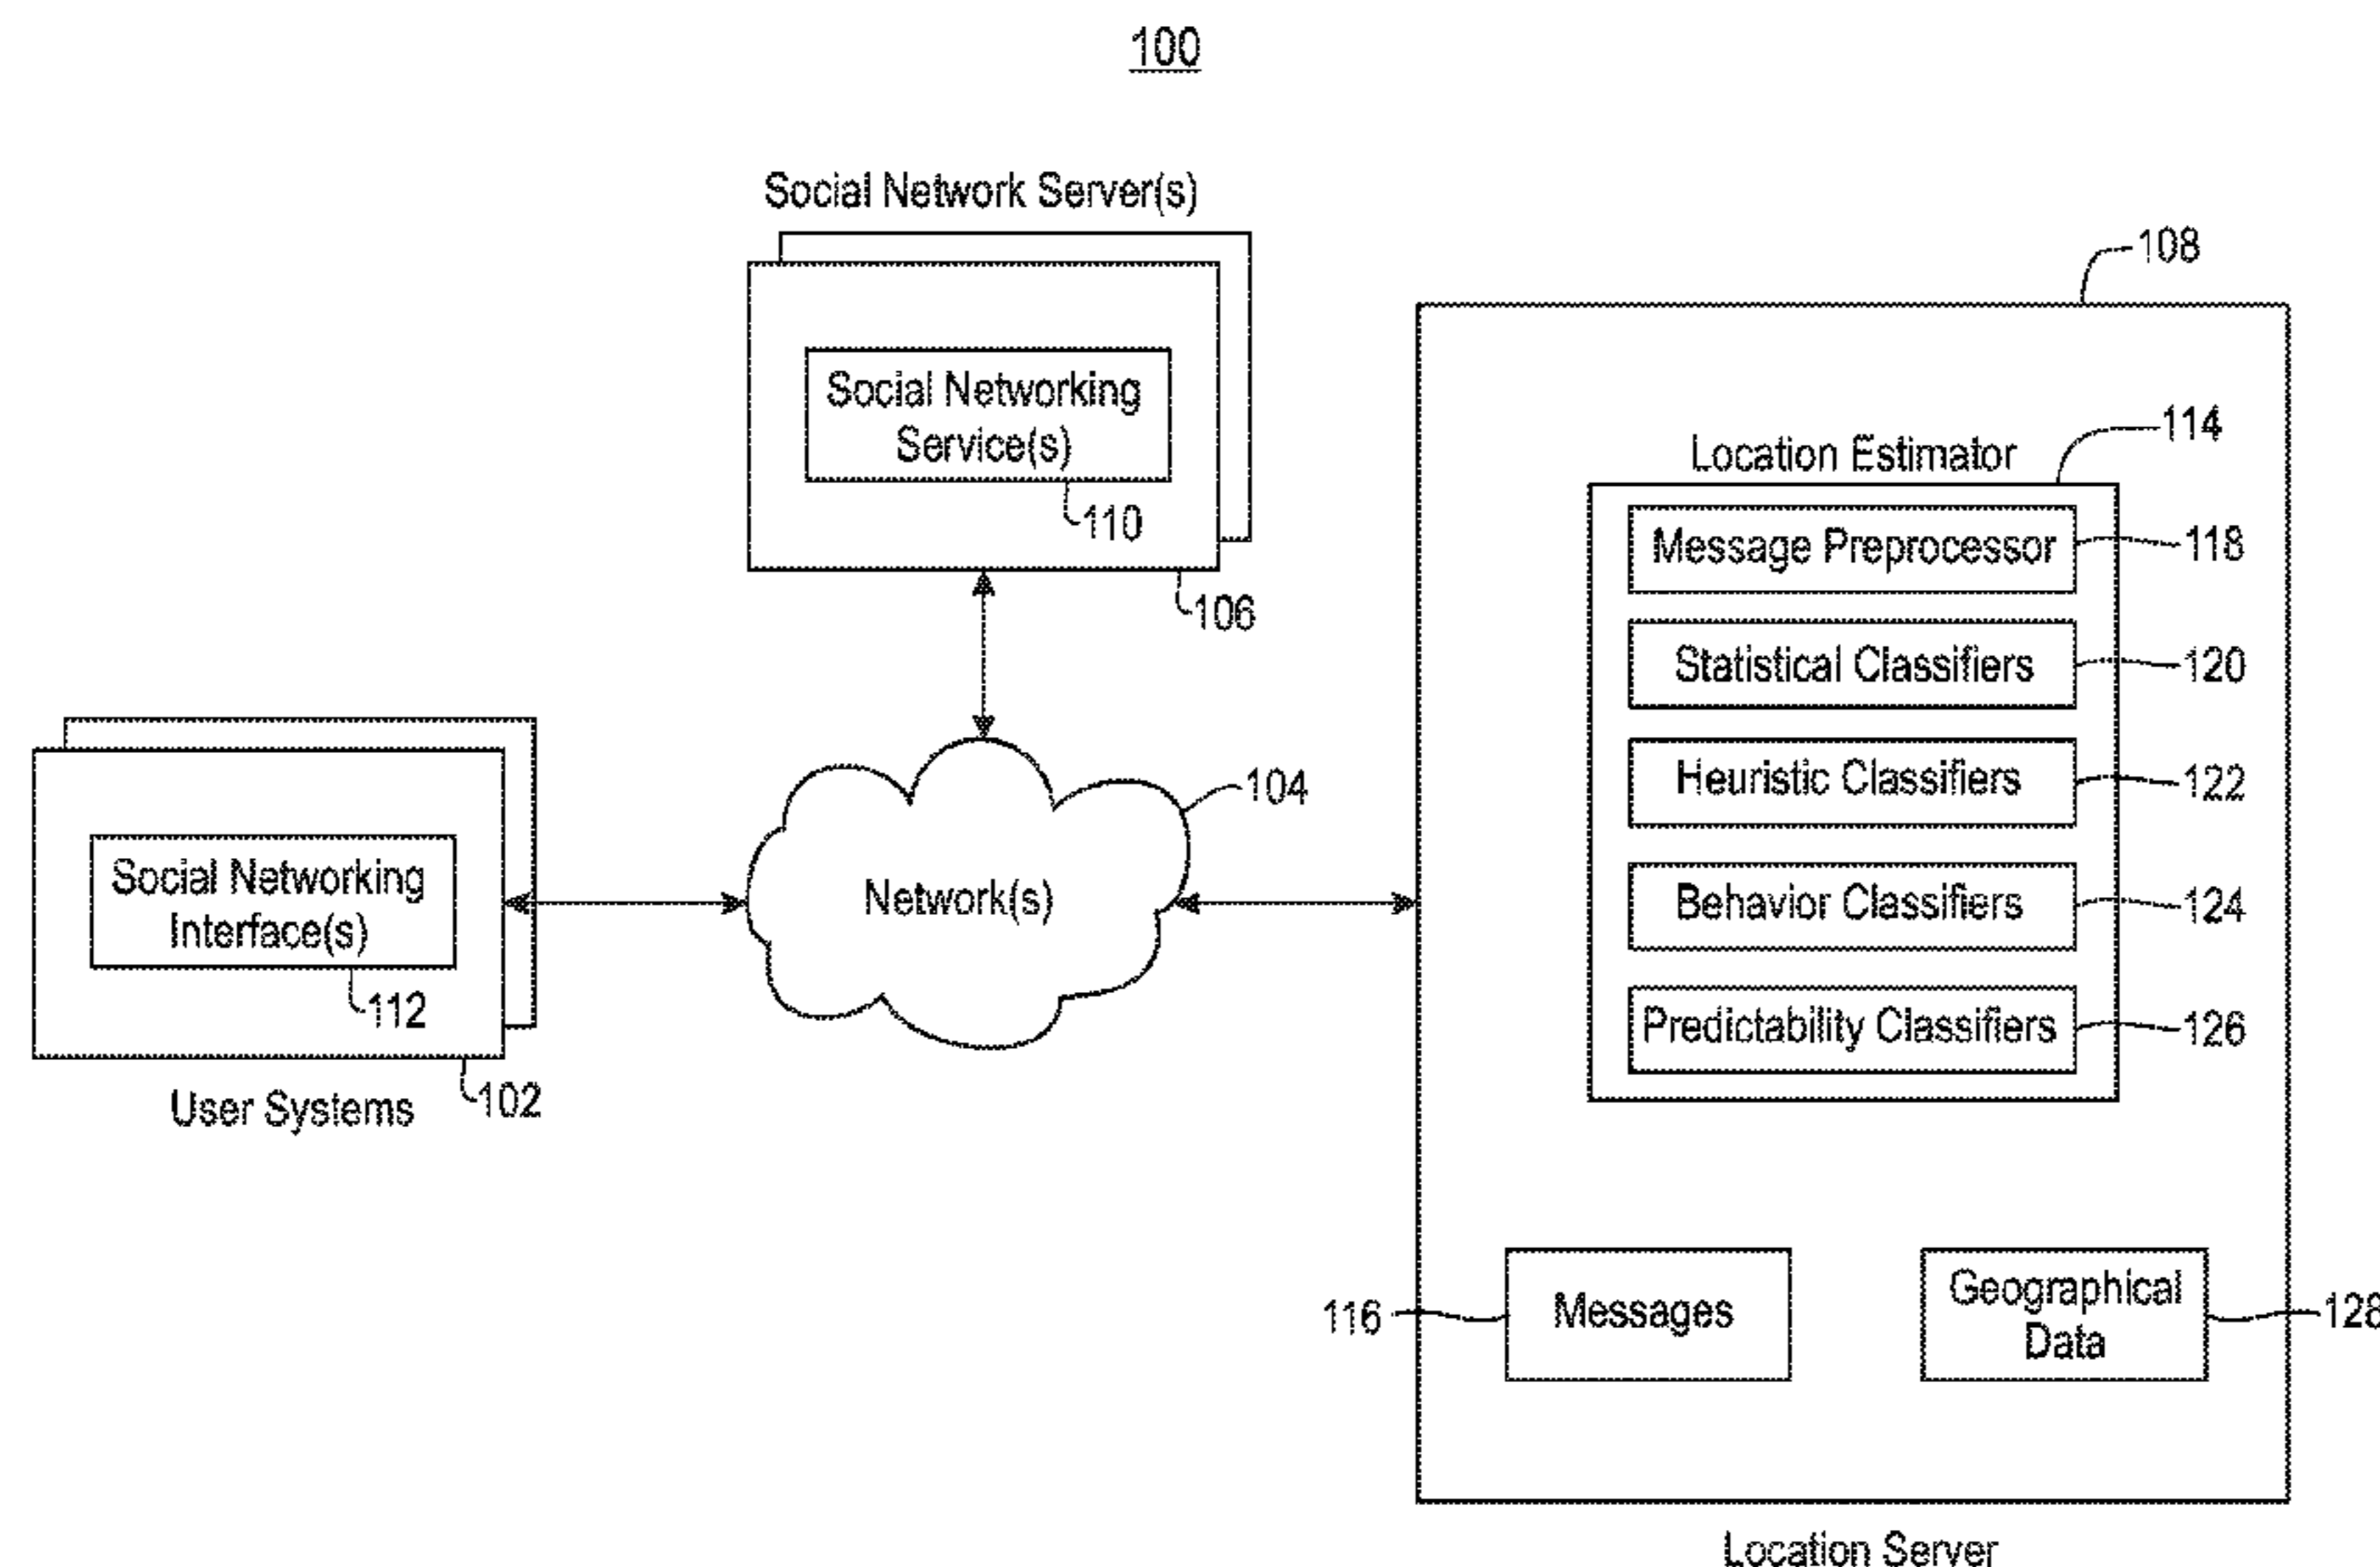 100
Social Network Server(s)
Social Networking
Service(s)
110
106
108
Location Estimator
114
Message Preprocessor
118
Statistical Classifiers
120
Heuristic Classifiers
122
Behavior Classifiers
124
Predictability Classifiers
126
Social Networking
Interface(s)
112
102
User Systems
Network(s)
104
116
Messages
Geographical
Data
128
Location Server